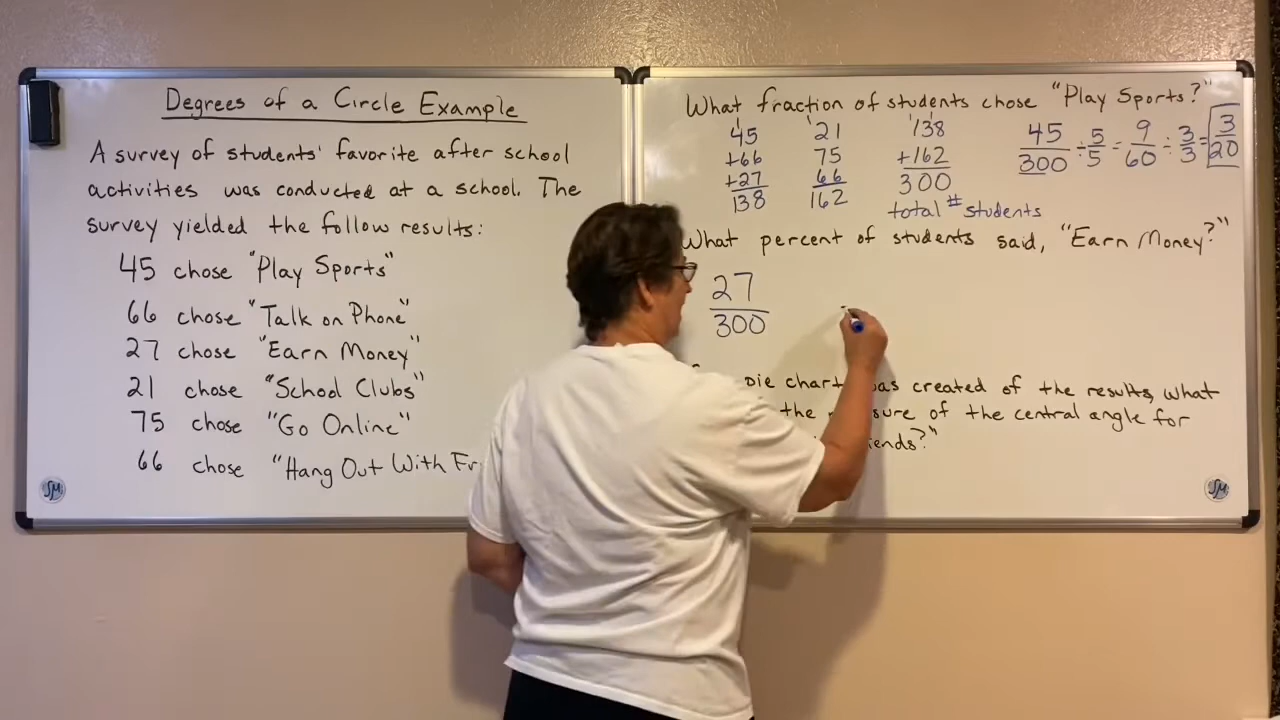 Degrees of a Circle Example
A survey of students' favorite after school
activities was conducted at a school. The
survey yielded the follow results:
45 chose "Play Sports"
66 chose "Talk on Phone"
27 chose "Earn Money"
21 chose "School Clubs"
75 chose "Go Online"
66 chose "Hang Out With Fr
SM
What fraction of students chose "Play Sports?"
1 45 +66 +27 138
1 21 75 66 162
11 138 +162 300
45/300 ÷ 5/5 = 9/60 ÷ 3/3 = 3/20
total # students
What percent of students said, "Earn Money?"
27
300
pie chart was created of the results, what
the of the central angle for
iends?"
SM